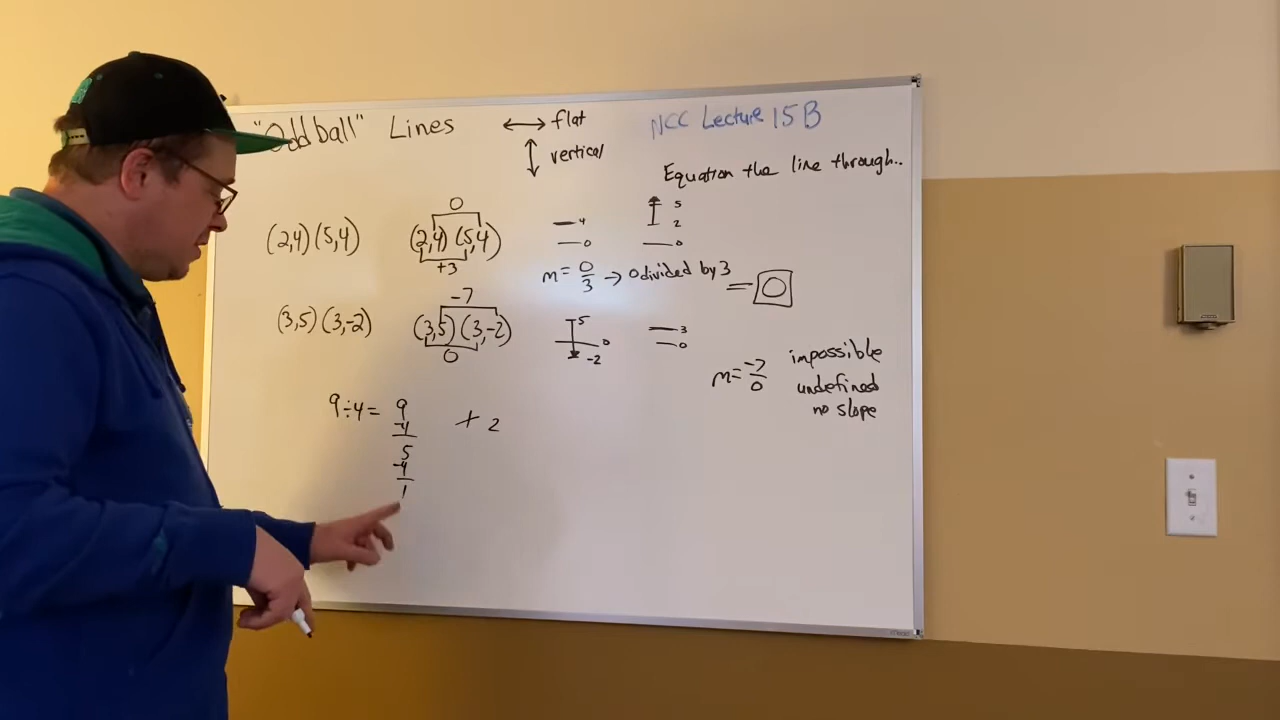 "Oddball" Lines ←→ flat
NCC Lecture 15B
↕ vertical
Equation the line through..
(2,4) (5,4)
0
(2,4) (5,4)
+3
4
0
5
2
0
m = 0/3 → 0 divided by 3 = 0
(3,5) (3,-2)
-7
(3,5) (3,-2)
0
5
0
-2
3
0
m = -7/0
impossible
undefined
no slope
9 ÷ 4 =
9
-4
5
-4
1
+ 2